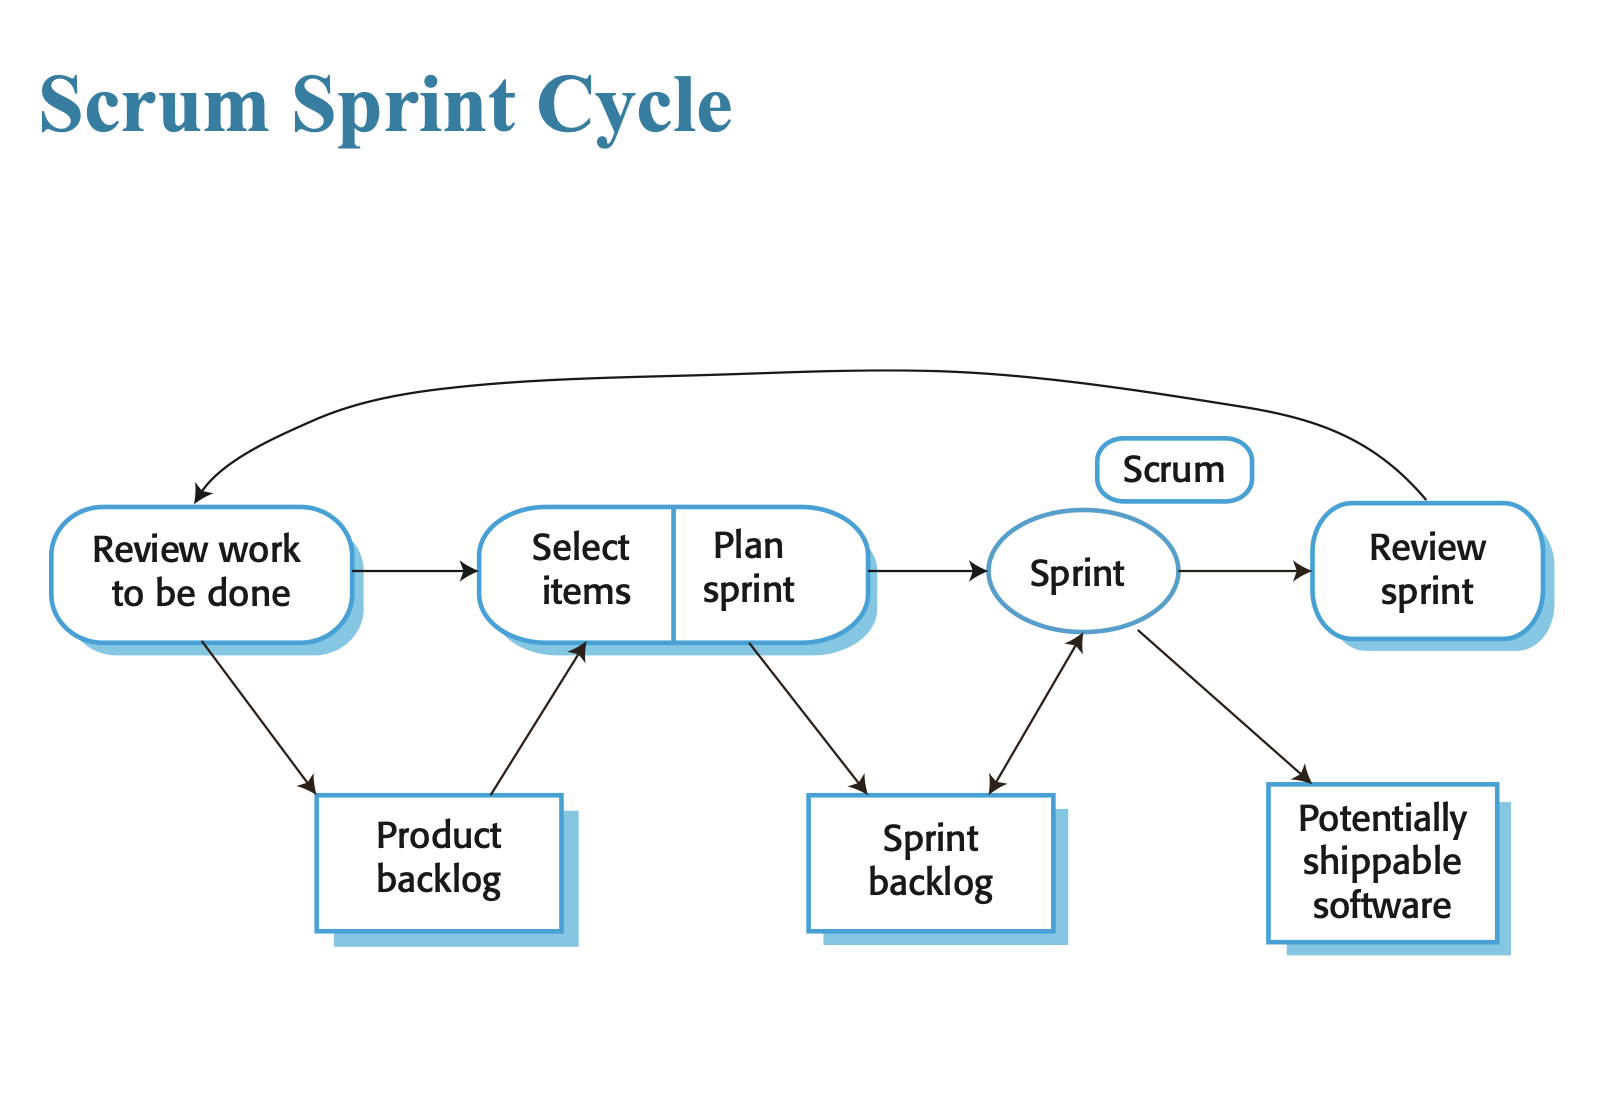 Scrum Sprint Cycle
Scrum
Review work
to be done
Select
items
Plan
sprint
Sprint
Review
sprint
Product
backlog
Sprint
backlog
Potentially
shippable
software